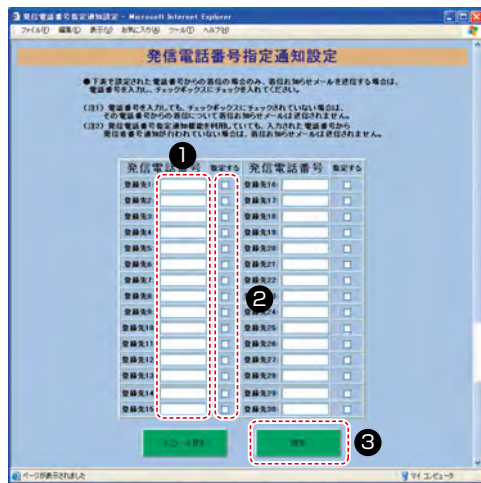 発信電話番号指定通知設定 - Microsoft Internet Explorer
ファイル(F) 編集(E) 表示(V) お気に入り(A) ツール(T) ヘルプ(H)
発信電話番号指定通知設定
●下表で設定された電話番号からの着信の場合のみ、着信お知らせメールを送信する場合は、
電話番号を入力し、チェックボックスにチェックを入れてください。
(注1) 電話番号を入力しても、チェックボックスにチェックされていない場合は、
その電話番号からの着信について着信お知らせメールは送信されません。
(注2) 発信電話番号指定通知機能を利用していても、入力された電話番号から
発信者番号通知がおこなわれていない場合は、着信お知らせメールは送信されません。
1
発信電話番号 指定する 発信電話番号 指定する
登録先1 登録先16
登録先2 登録先17
登録先3 登録先18
登録先4 登録先19
登録先5 登録先20
登録先6 登録先21
登録先7 登録先22
登録先8
2
登録先9 登録先24
登録先10 登録先25
登録先11 登録先26
登録先12 登録先27
登録先13 登録先28
登録先14 登録先29
登録先15 登録先30
3
ページが表示されました マイ コンピュータ